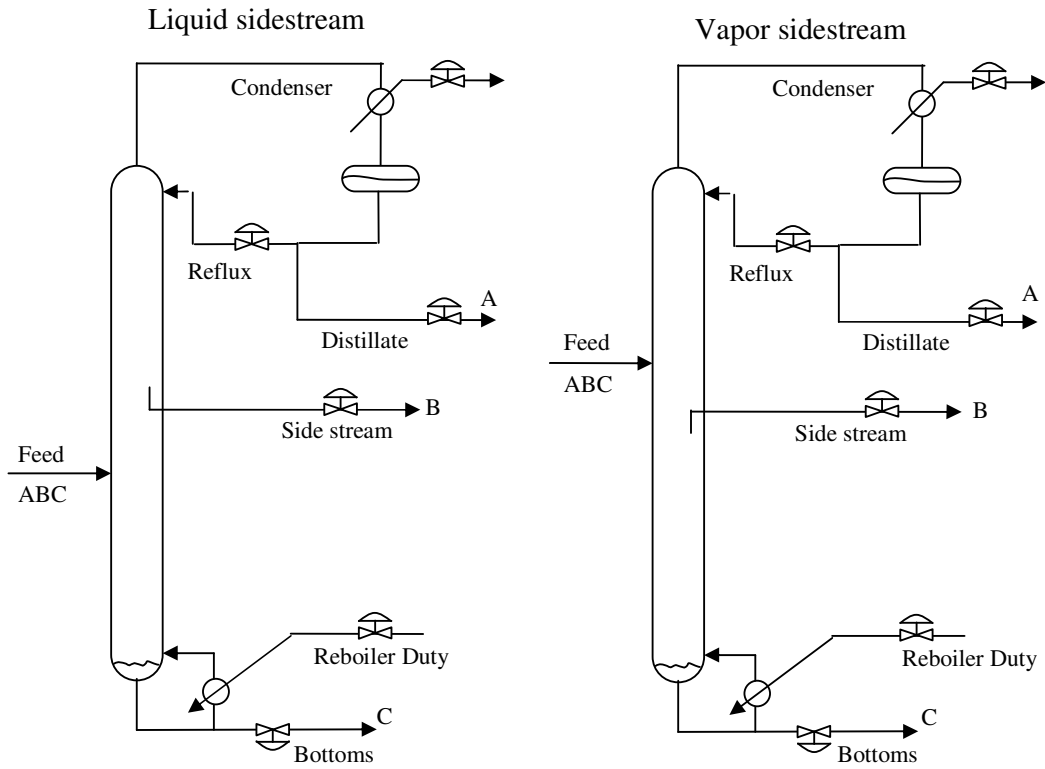 Liquid sidestream
Condenser
Reflux
A
Distillate
B
Side stream
Feed
ABC
Reboiler Duty
C
Bottoms
Vapor sidestream
Condenser
Reflux
A
Distillate
Feed
ABC
B
Side stream
Reboiler Duty
C
Bottoms